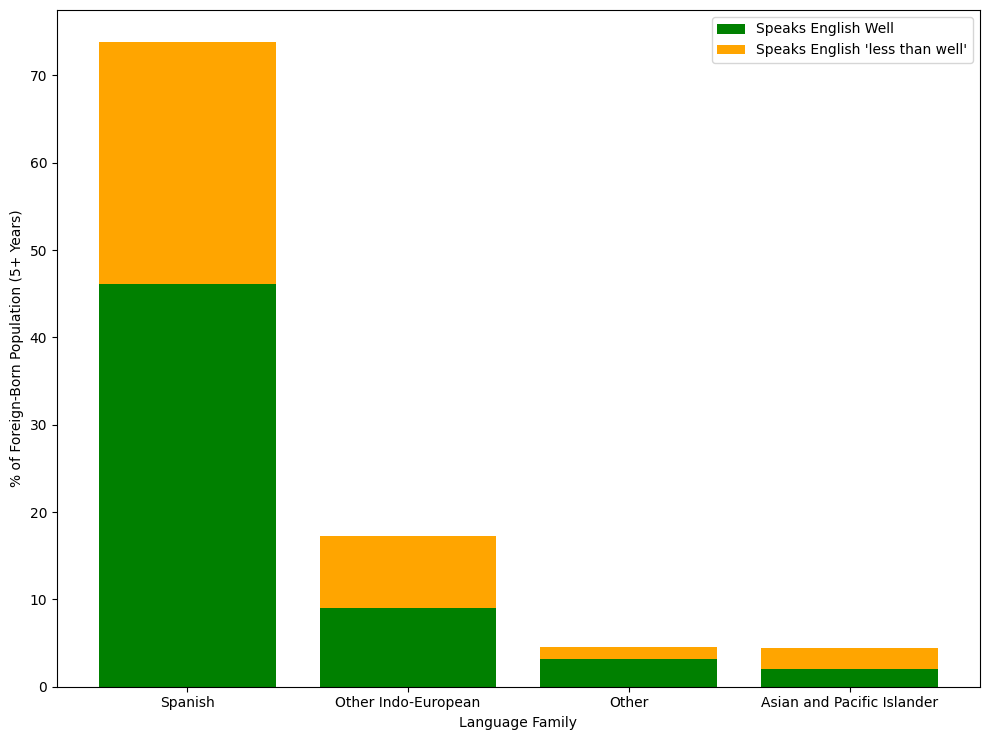 Speaks English Well
Speaks English 'less than well'
% of Foreign-Born Population (5+ Years)
70
60
50
40
30
20
10
0
Spanish
Other Indo-European
Other
Asian and Pacific Islander
Language Family